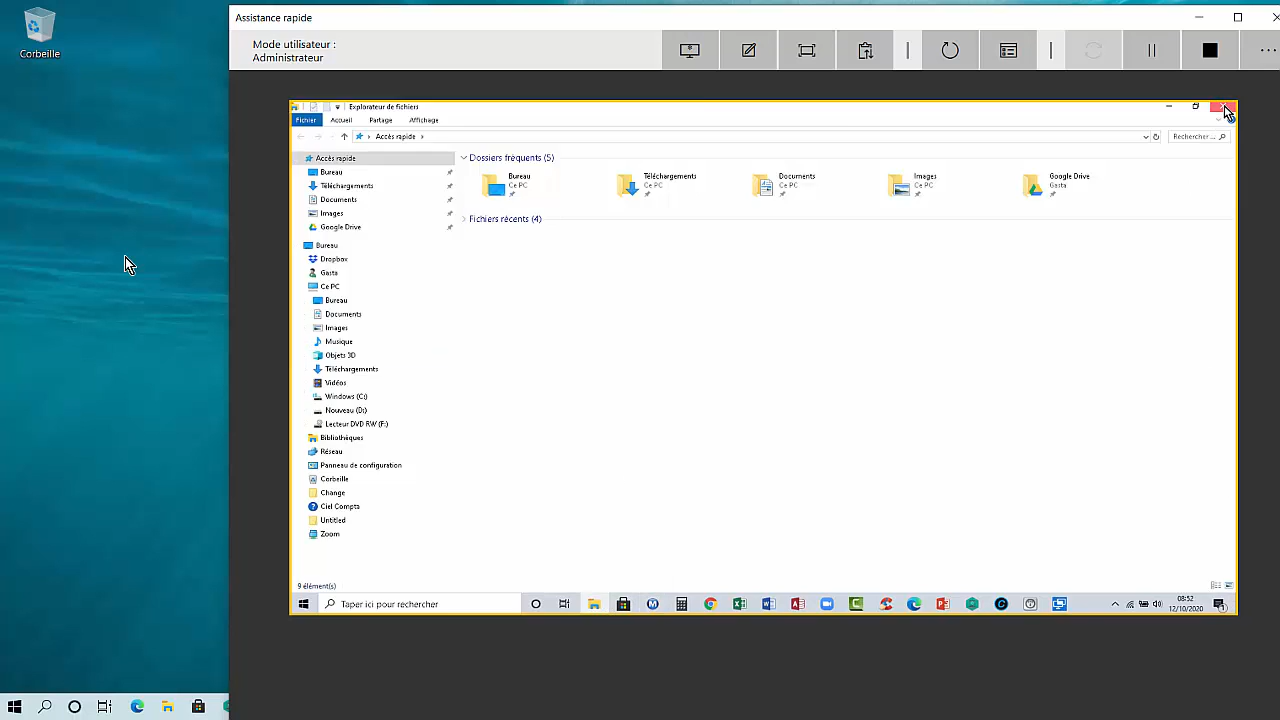 Corbeille
Assistance rapide
Mode utilisateur :
Administrateur
Explorateur de fichiers
Fichier Accueil Partage Affichage
Accès rapide
Rechercher ...
Accès rapide
Bureau
Téléchargements
Documents
Images
Google Drive
Bureau
Dropbox
Gasta
Ce PC
Bureau
Documents
Images
Musique
Objets 3D
Téléchargements
Vidéos
Windows (C:)
Nouveau (D:)
Lecteur DVD RW (F:)
Bibliothèques
Réseau
Panneau de configuration
Corbeille
Change
Ciel Compta
Untitled
Zoom
Dossiers fréquents (5)
Bureau
Ce PC
Téléchargements
Ce PC
Documents
Ce PC
Images
Ce PC
Google Drive
Gasta
Fichiers récents (4)
9 élément(s)
Taper ici pour rechercher
08:52
12/10/2020